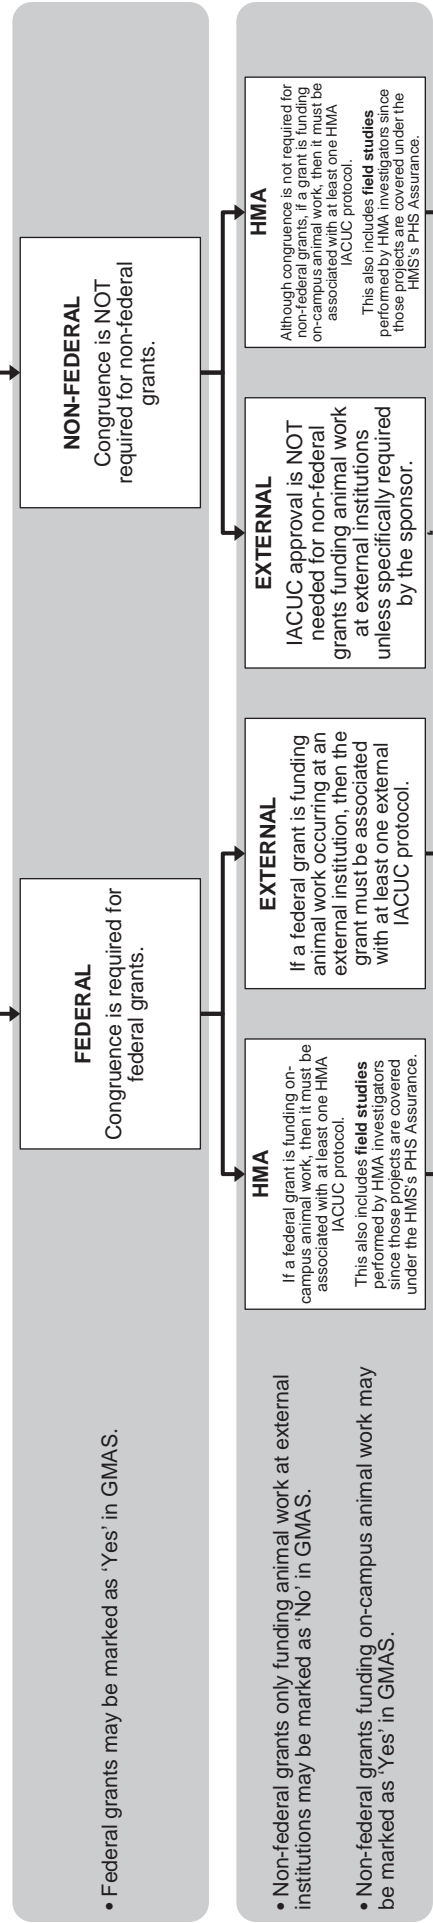 • Federal grants may be marked as ‘Yes’ in GMAS.
FEDERAL
Congruence is required for
federal grants.
NON-FEDERAL
Congruence is NOT
required for non-federal
grants.
• Non-federal grants only funding animal work at external
institutions may be marked as ‘No’ in GMAS.
• Non-federal grants funding on-campus animal work may
be marked as ‘Yes’ in GMAS.
HMA
If a federal grant is funding on-
campus animal work, then it must be
associated with at least one HMA
IACUC protocol.
This also includes field studies
performed by HMA investigators
since those projects are covered
under the HMS's PHS Assurance.
EXTERNAL
If a federal grant is funding
animal work occurring at an
external institution, then the
grant must be associated
with at least one external
IACUC protocol.
EXTERNAL
IACUC approval is NOT
needed for non-federal
grants funding animal work
at external institutions
unless specifically required
by the sponsor.
HMA
Although congruence is not required for
non-federal grants, if a grant is funding
on-campus animal work, then it must be
associated with at least one HMA
IACUC protocol.
This also includes field studies
performed by HMA investigators since
those projects are covered under the
HMS's PHS Assurance.